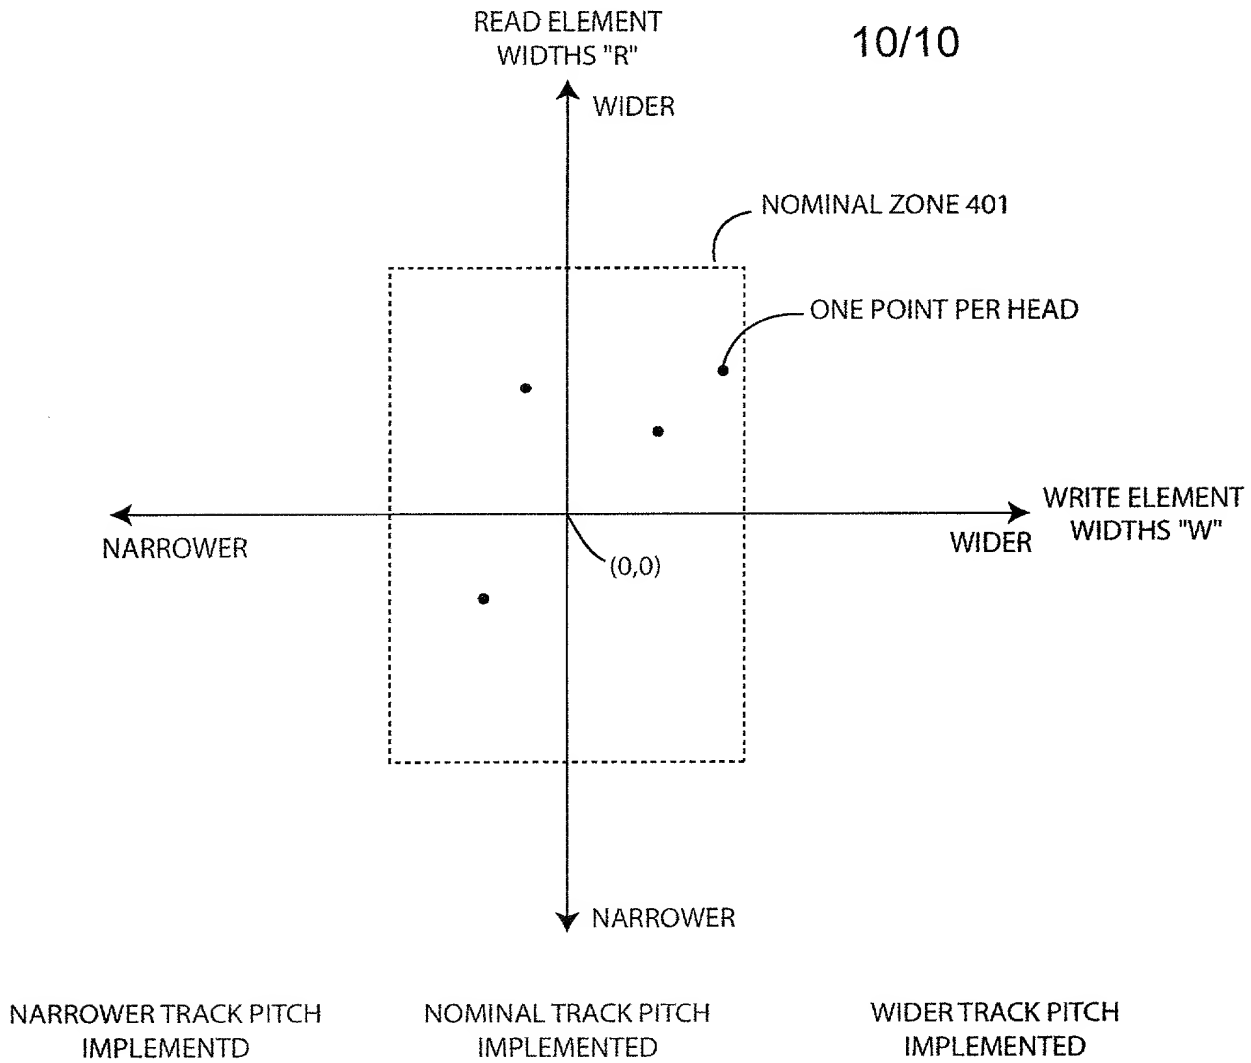 READ ELEMENT
WIDTHS "R"
10/10
WIDER
NOMINAL ZONE 401
ONE POINT PER HEAD
WRITE ELEMENT
WIDTHS "W"
NARROWER
WIDER
(0,0)
NARROWER
NARROWER TRACK PITCH
IMPLEMENTD
NOMINAL TRACK PITCH
IMPLEMENTED
WIDER TRACK PITCH
IMPLEMENTED